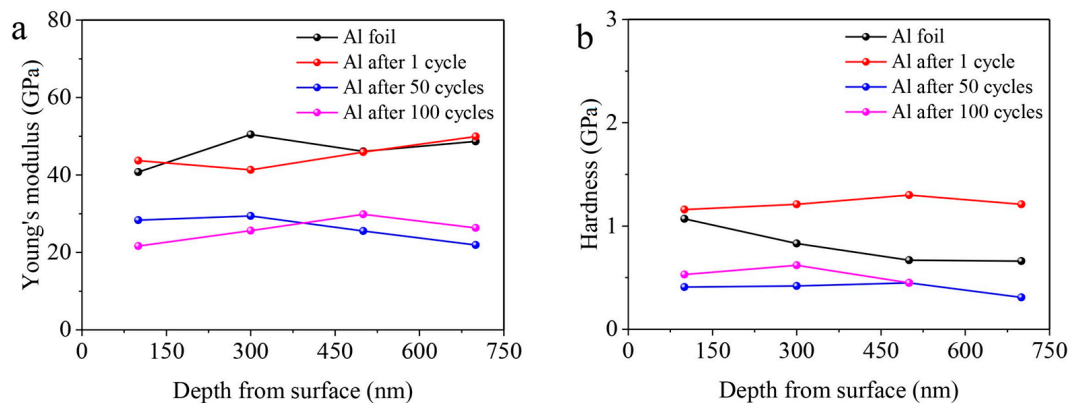 a
80
60
40
20
0
Young's modulus (GPa)
Al foil
Al after 1 cycle
Al after 50 cycles
Al after 100 cycles
0 150 300 450 600 750
Depth from surface (nm)
b
3
2
1
0
Hardness (GPa)
Al foil
Al after 1 cycle
Al after 50 cycles
Al after 100 cycles
0 150 300 450 600 750
Depth from surface (nm)